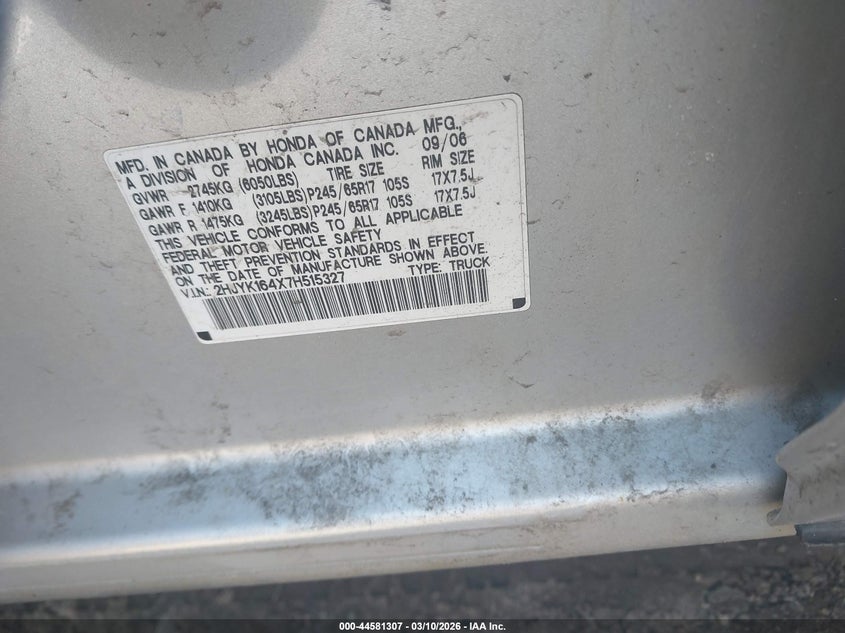 MFD. IN CANADA BY HONDA OF CANADA MFG.,
A DIVISION OF HONDA CANADA INC. 09/06
GVWR 2745KG (6050LBS) TIRE SIZE RIM SIZE
GAWR F 1410KG (3105LBS)P245/65R17 105S 17X7.5J
GAWR R 1475KG (3245LBS)P245/65R17 105S 17X7.5J
THIS VEHICLE CONFORMS TO ALL APPLICABLE
FEDERAL MOTOR VEHICLE SAFETY
AND THEFT PREVENTION STANDARDS IN EFFECT
ON THE DATE OF MANUFACTURE SHOWN ABOVE.
V.I.N: 2HJYK164X7H515327 TYPE: TRUCK
000-44581307 — 03/10/2026 — IAA Inc.